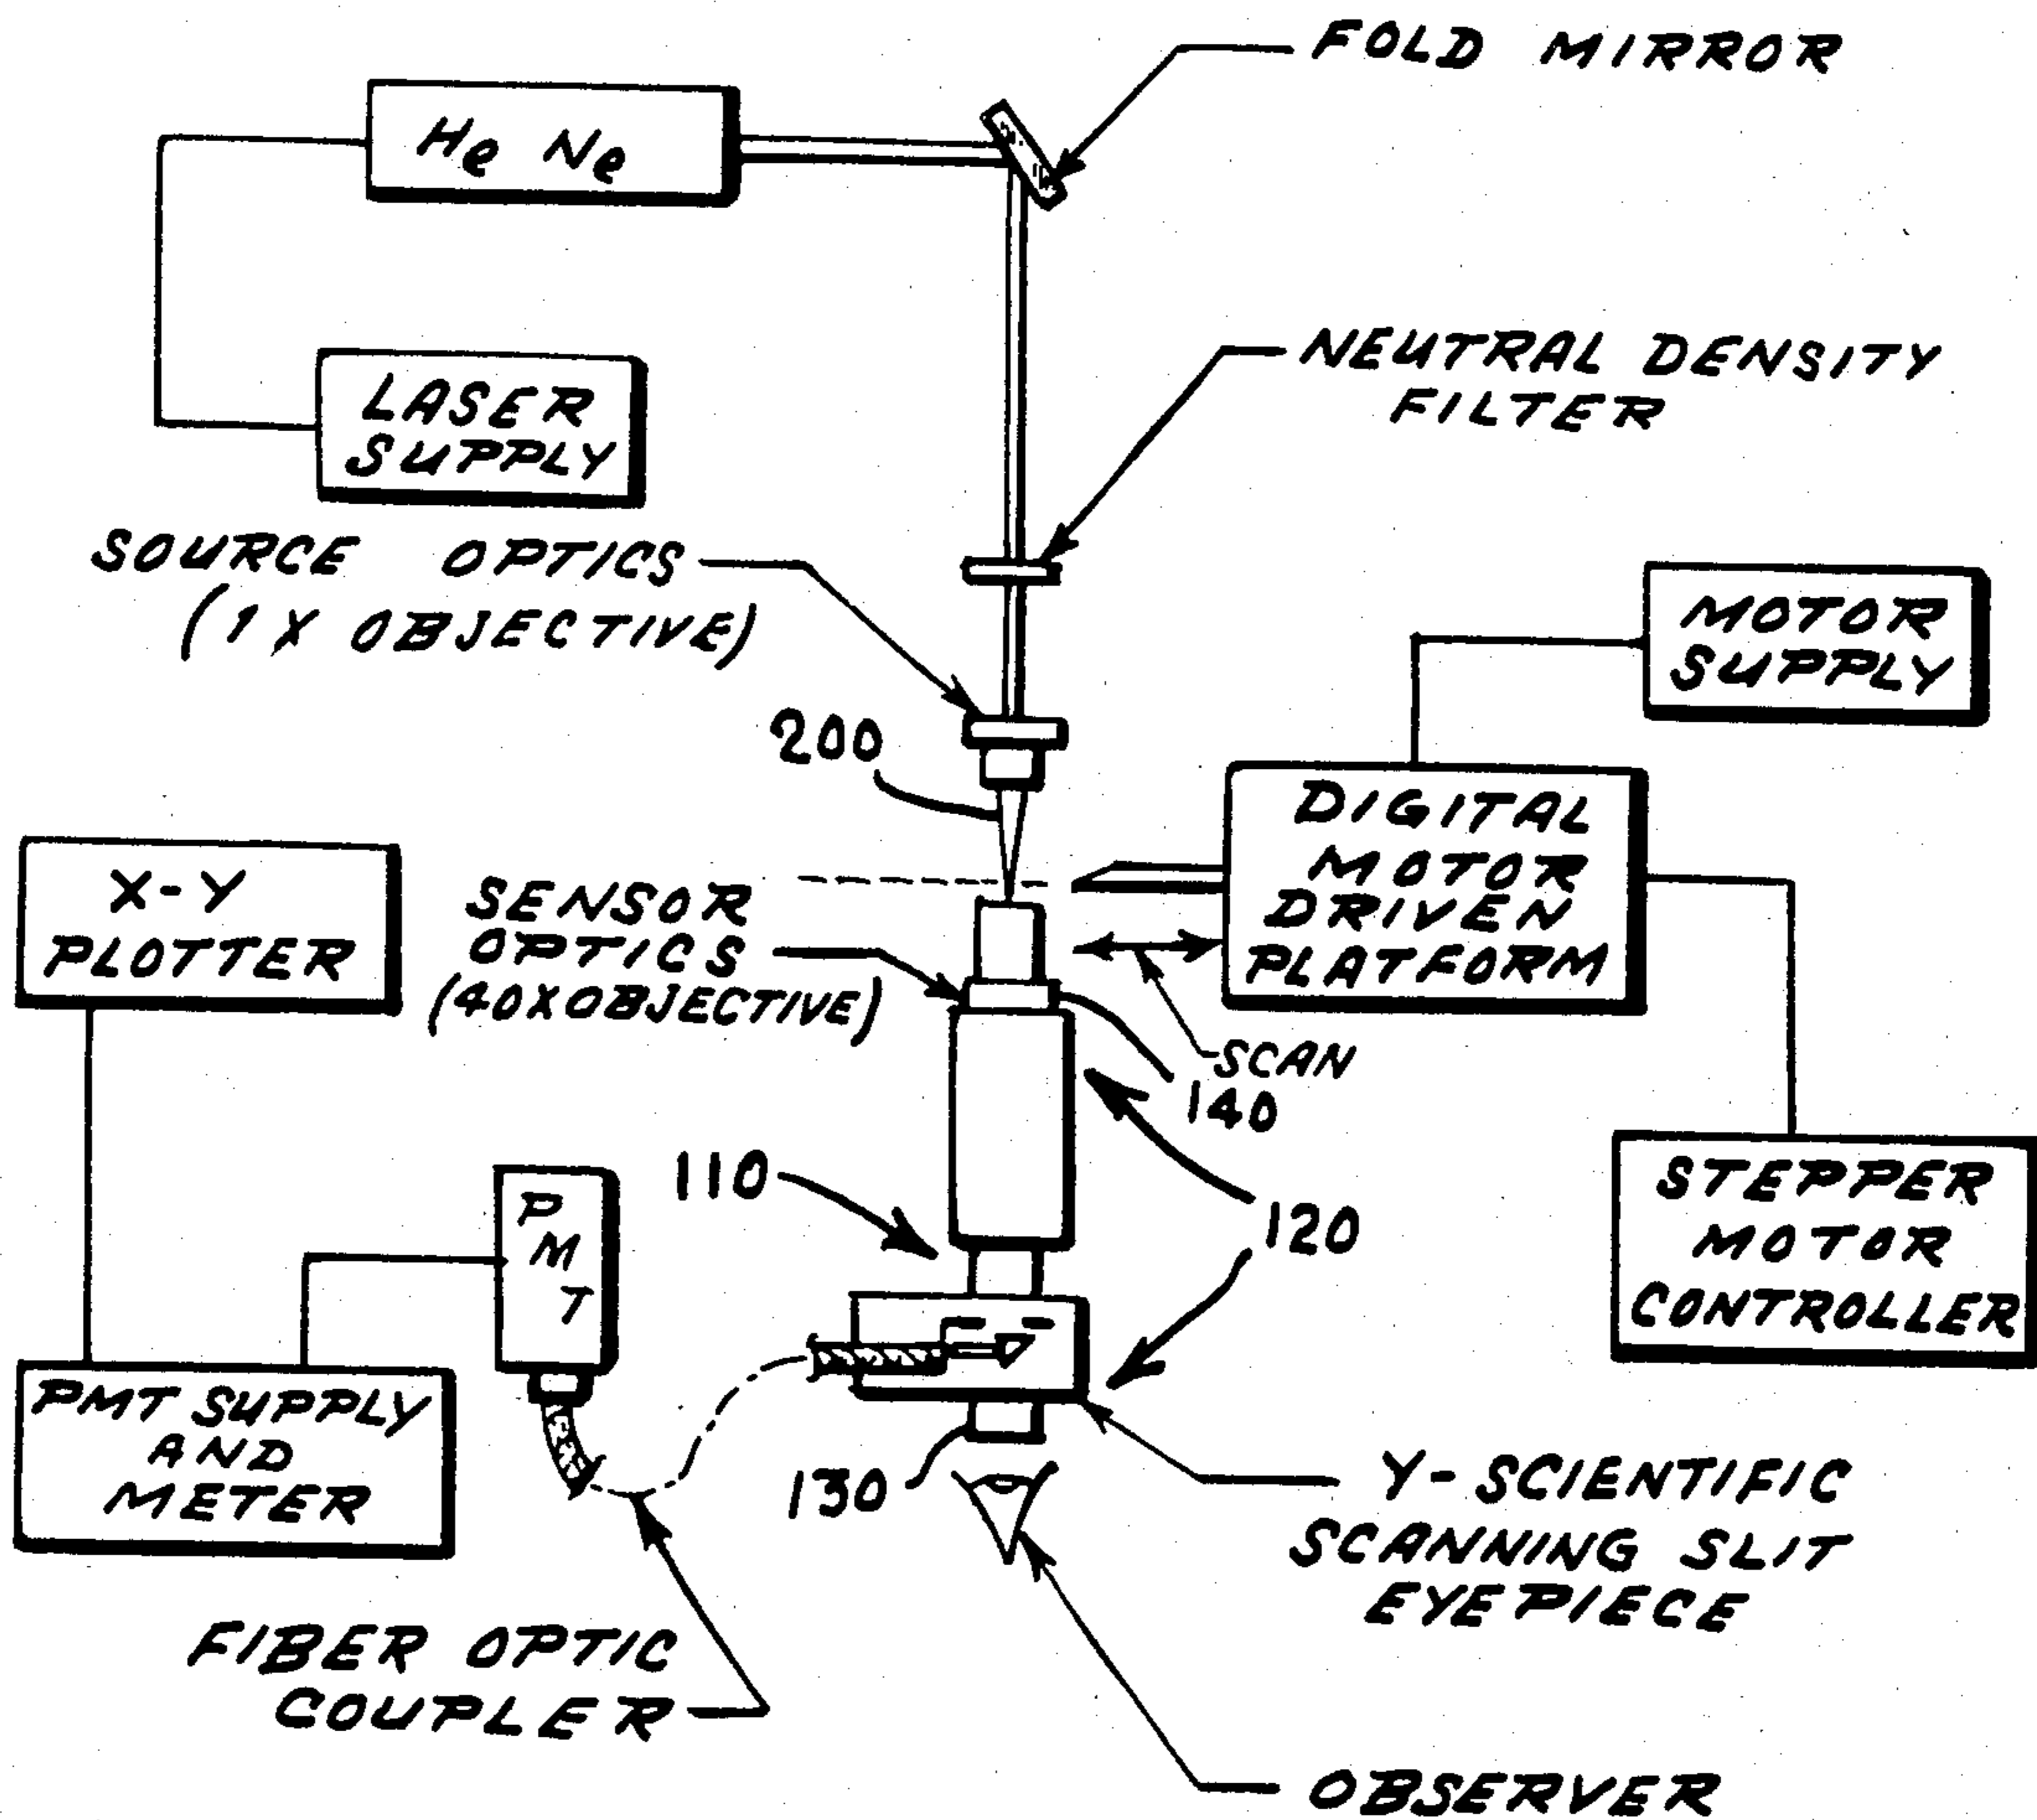 FOLD MIRROR
He Ne
NEUTRAL DENSITY
FILTER
LASER
SUPPLY
SOURCE OPTICS
(1X OBJECTIVE)
MOTOR
SUPPLY
200
DIGITAL
MOTOR
DRIVEN
PLATFORM
X-Y
PLOTTER
SENSOR
OPTICS
(40X OBJECTIVE)
SCAN
140
110
120
STEPPER
MOTOR
CONTROLLER
P
M
T
PMT SUPPLY
AND
METER
130
Y-SCIENTIFIC
SCANNING SLIT
EYEPIECE
FIBER OPTIC
COUPLER
OBSERVER